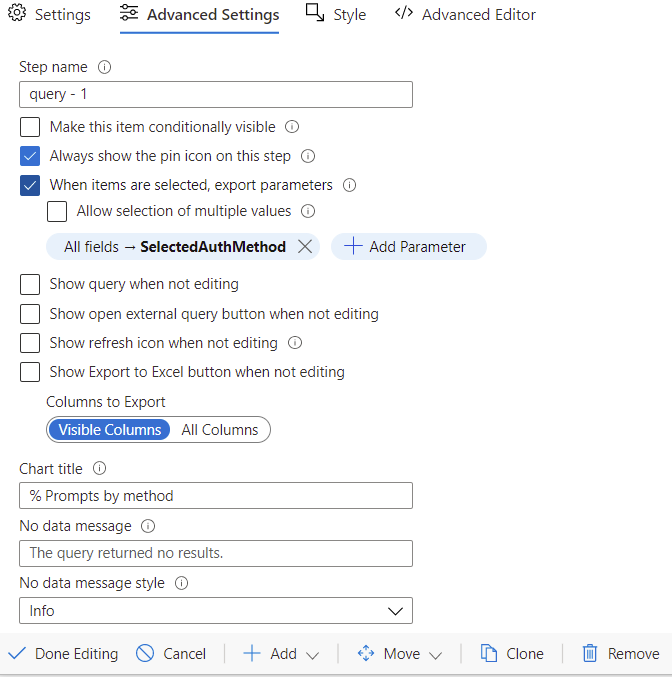 Settings Advanced Settings Style </> Advanced Editor
Step name
query - 1
Make this item conditionally visible
Always show the pin icon on this step
When items are selected, export parameters
Allow selection of multiple values
All fields → SelectedAuthMethod Add Parameter
Show query when not editing
Show open external query button when not editing
Show refresh icon when not editing
Show Export to Excel button when not editing
Columns to Export
Visible Columns All Columns
Chart title
% Prompts by method
No data message
The query returned no results.
No data message style
Info
Done Editing Cancel Add Move Clone Remove